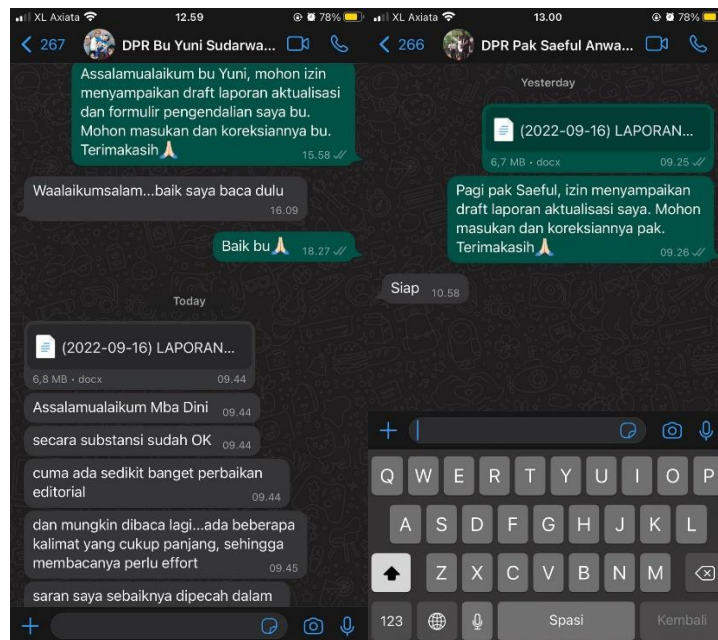 XL Axiata
12.59
78%
267
DPR Bu Yuni Sudarwa...
Assalamualaikum bu Yuni, mohon izin
menyampaikan draft laporan aktualisasi
dan formulir pengendalian saya bu.
Mohon masukan dan koreksiannya bu.
Terimakasih🙏🏻
15.58
Waalaikumsalam...baik saya baca dulu
16.09
Baik bu🙏🏻
18.27
Today
(2022-09-16) LAPORAN...
6,8 MB • docx
09.44
Assalamualaikum Mba Dini
09.44
secara substansi sudah OK
09.44
cuma ada sedikit banget perbaikan
editorial
09.44
dan mungkin dibaca lagi...ada beberapa
kalimat yang cukup panjang, sehingga
membacanya perlu effort
09.45
saran saya sebaiknya dipecah dalam
XL Axiata
13.00
78%
266
DPR Pak Saeful Anwa...
Yesterday
(2022-09-16) LAPORAN...
6,7 MB • docx
09.25
Pagi pak Saeful, izin menyampaikan
draft laporan aktualisasi saya. Mohon
masukan dan koreksiannya pak.
Terimakasih🙏🏻
09.26
Siap
10.58
Q W E R T Y U I O P
A S D F G H J K L
Z X C V B N M
123
Spasi
Kembali